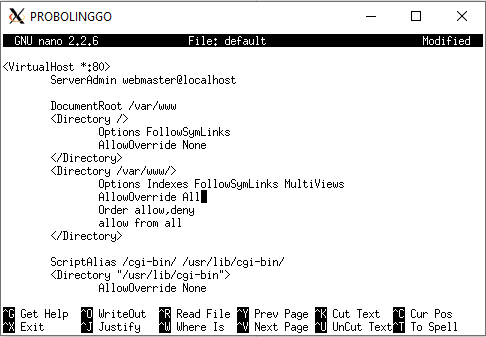 PROBOLINGGO
GNU nano 2.2.6 File: default Modified
<VirtualHost *:80>
ServerAdmin webmaster@localhost
DocumentRoot /var/www
<Directory />
Options FollowSymLinks
AllowOverride None
</Directory>
<Directory /var/www/>
Options Indexes FollowSymLinks MultiViews
AllowOverride All
Order allow,deny
allow from all
</Directory>
ScriptAlias /cgi-bin/ /usr/lib/cgi-bin/
<Directory "/usr/lib/cgi-bin">
AllowOverride None
^G Get Help ^O WriteOut ^R Read File ^Y Prev Page ^K Cut Text ^C Cur Pos
^X Exit ^J Justify ^W Where Is ^V Next Page ^U UnCut Text ^T To Spell